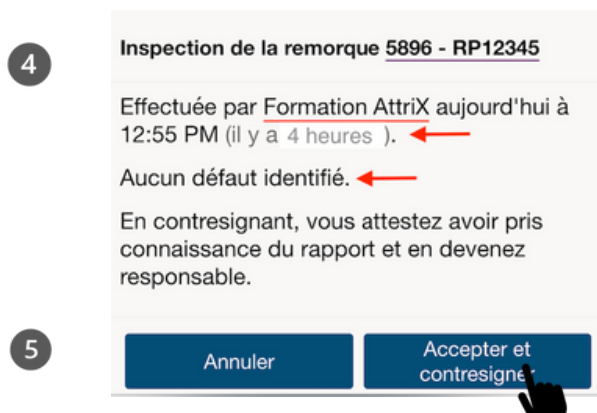 4
Inspection de la remorque 5896 - RP12345
Effectuée par Formation AttriX aujourd'hui à
12:55 PM (il y a 4 heures ).
Aucun défaut identifié.
En contresignant, vous attestez avoir pris
connaissance du rapport et en devenez
responsable.
5
Annuler
Accepter et
contresigner